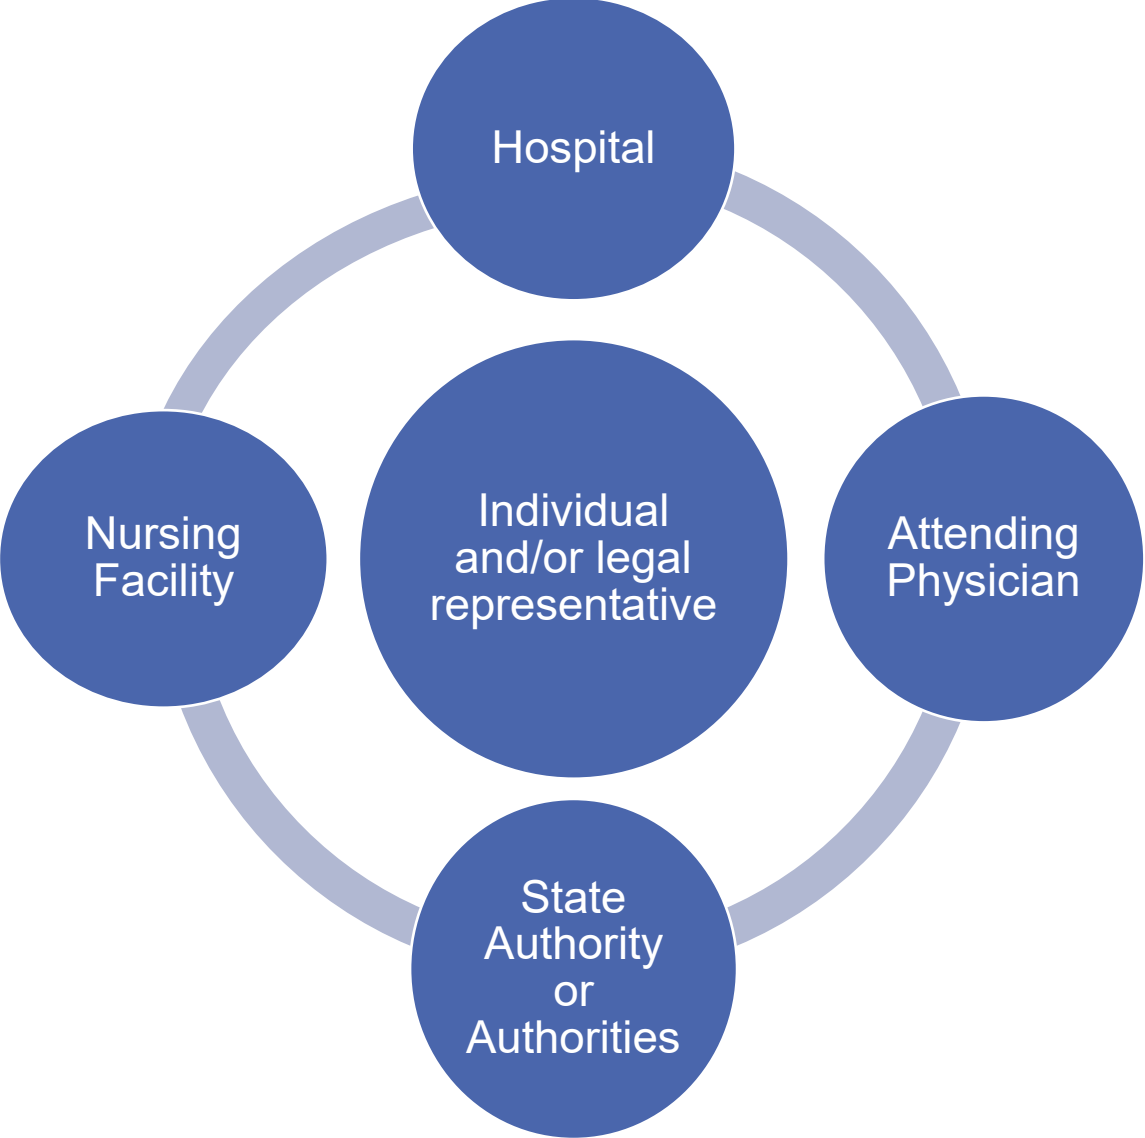 Hospital
Nursing
Facility
Individual
and/or legal
representative
Attending
Physician
State
Authority
or
Authorities